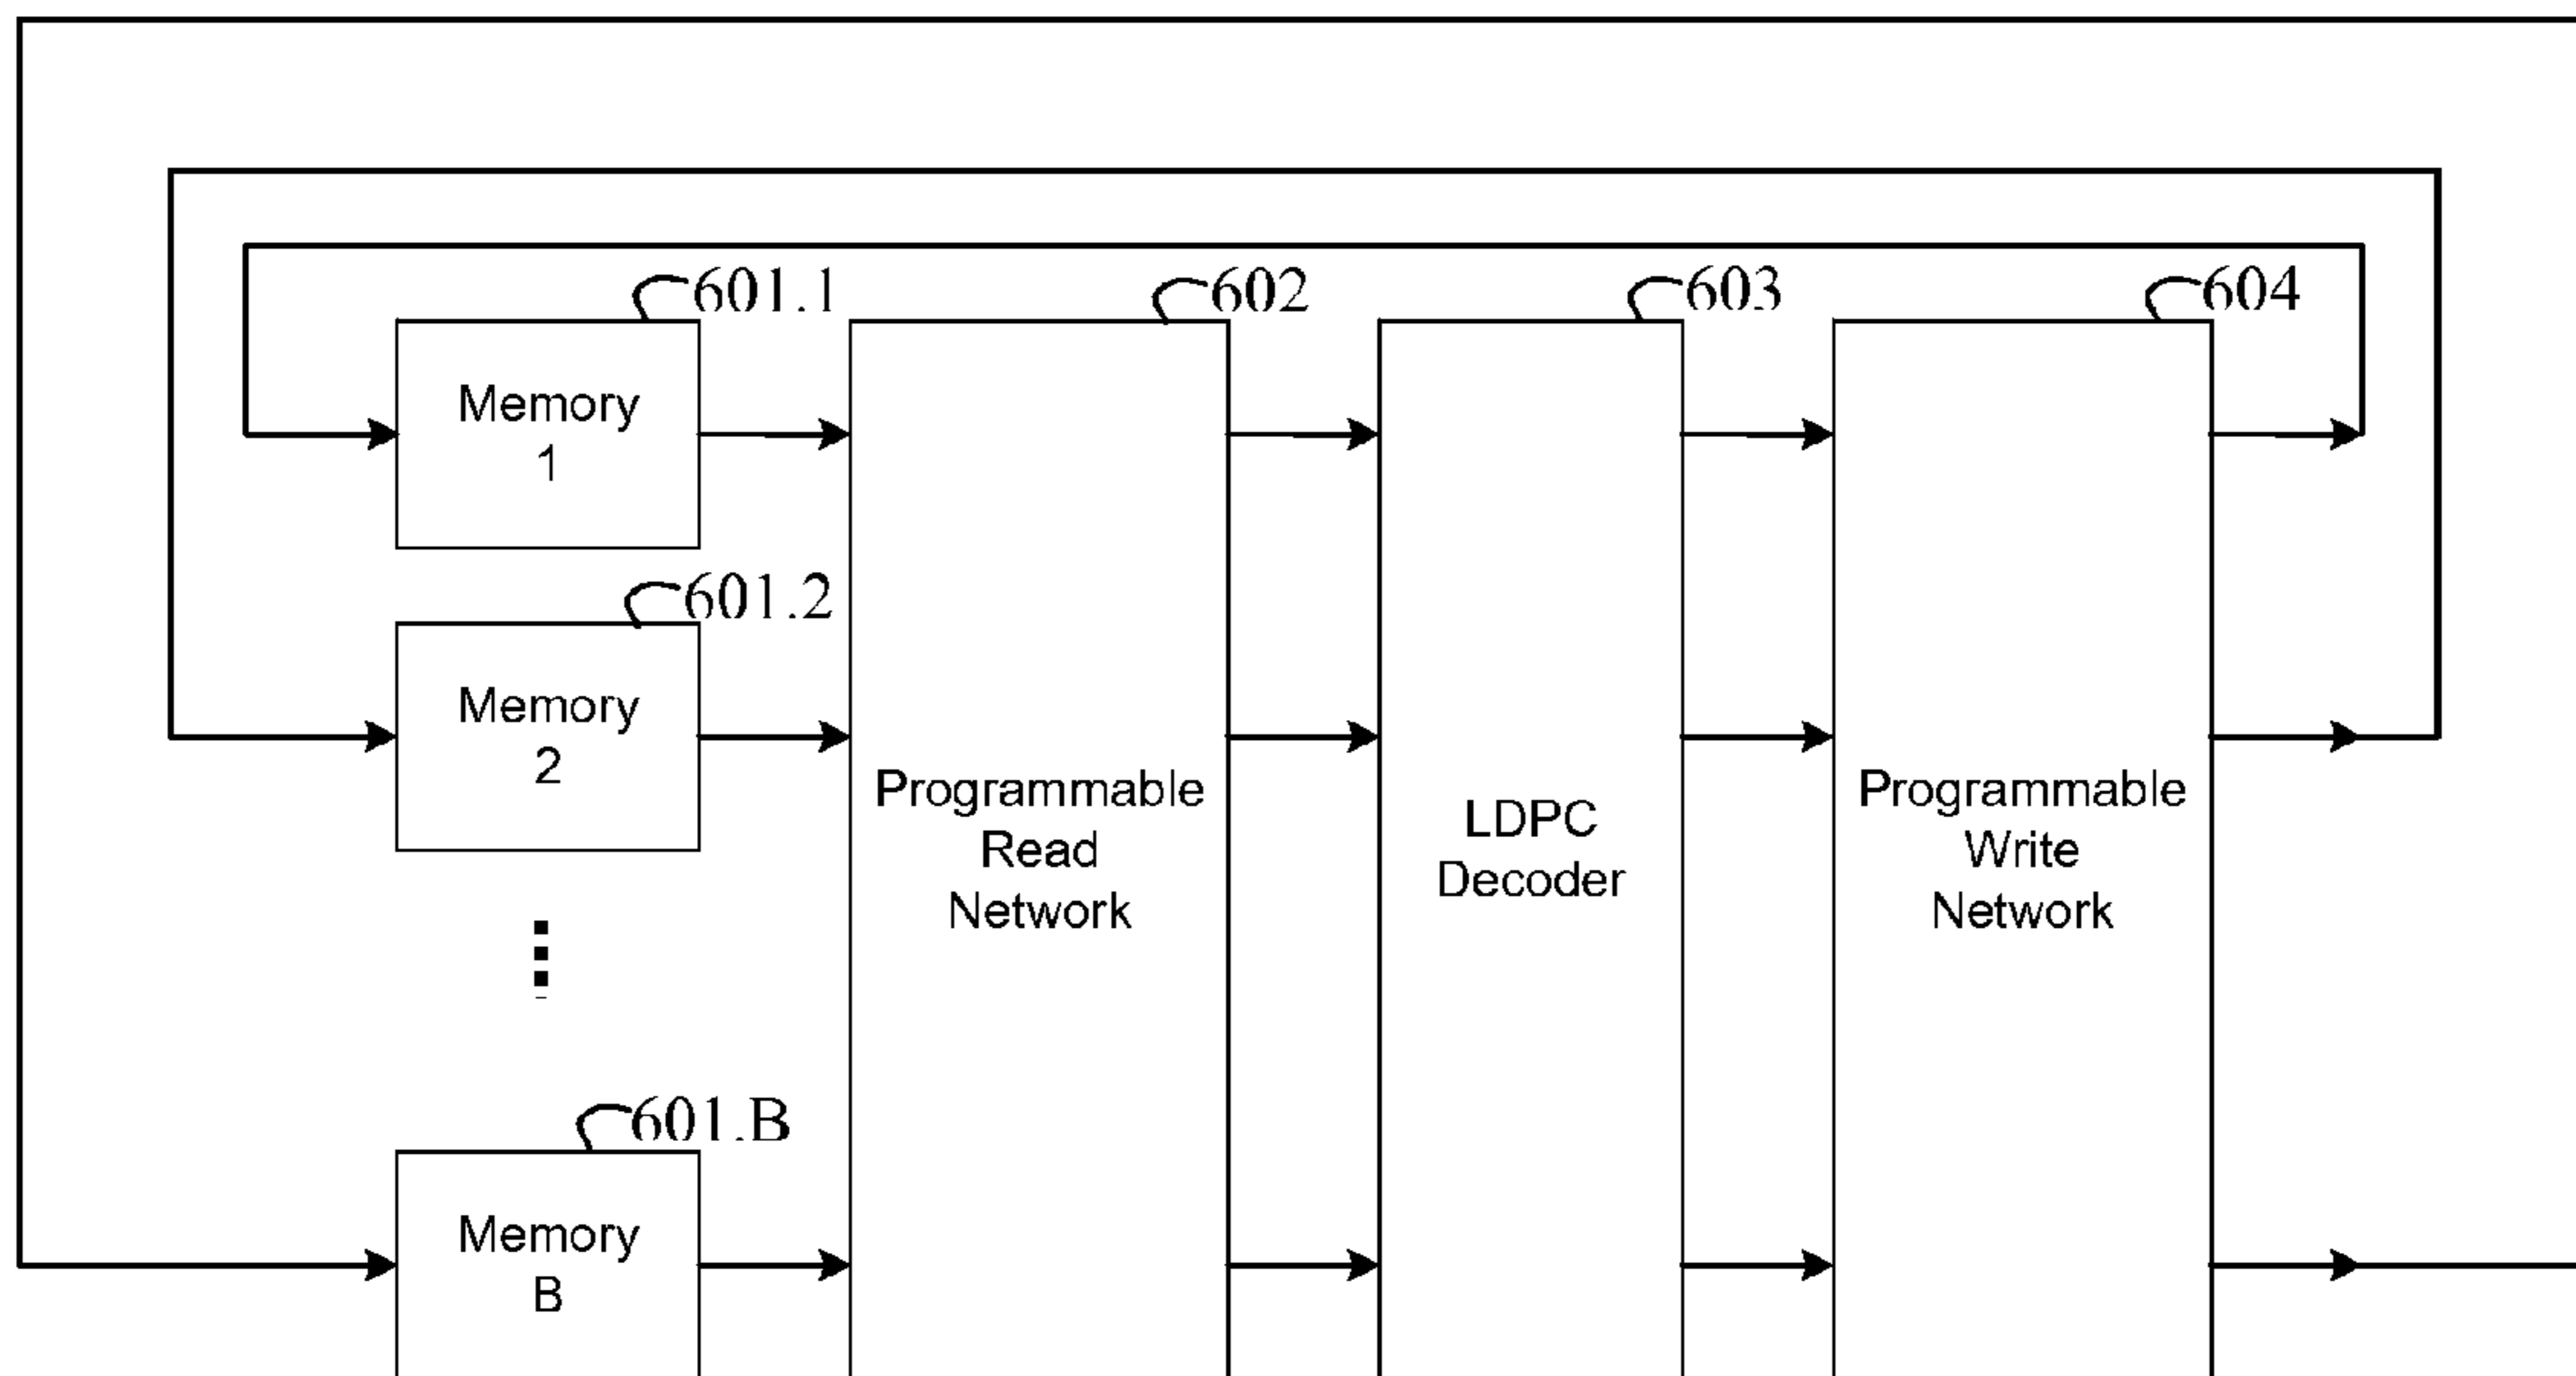 601.1
602
603
604
Memory
1
601.2
Memory
2
Programmable
Read
Network
LDPC
Decoder
Programmable
Write
Network
601.B
Memory
B